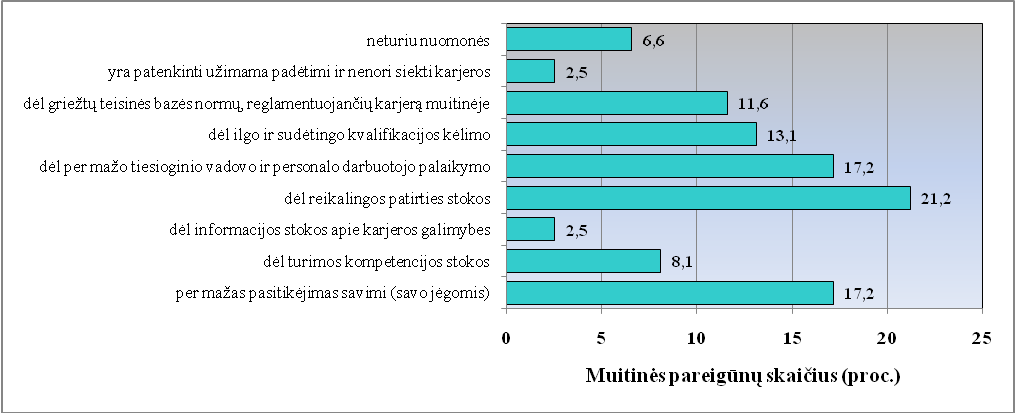 neturiu nuomonės
6,6
yra patenkinti užimama padėtimi ir nenori siekti karjeros
2,5
dėl griežtų teisinės bazės normų, reglamentuojančių karjerą muitinėje
11,6
dėl ilgo ir sudėtingo kvalifikacijos kėlimo
13,1
dėl per mažo tiesioginio vadovo ir personalo darbuotojo palaikymo
17,2
dėl reikalingos patirties stokos
21,2
dėl informacijos stokos apie karjeros galimybes
2,5
dėl turimos kompetencijos stokos
8,1
per mažas pasitikėjimas savimi (savo jėgomis)
17,2
0 5 10 15 20 25
Muitinės pareigūnų skaičius (proc.)